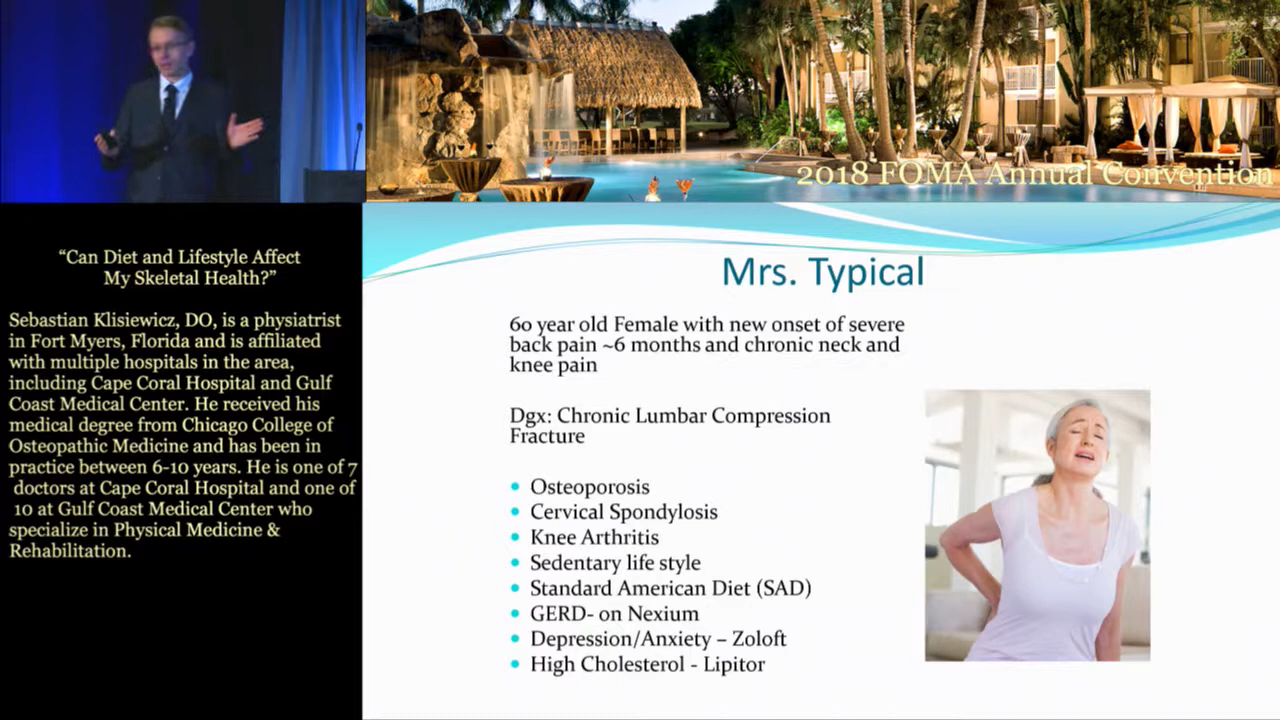 2018 FOMA Annual Convention
“Can Diet and Lifestyle Affect
My Skeletal Health?”
Sebastian Klisiewicz, DO, is a physiatrist
in Fort Myers, Florida and is affiliated
with multiple hospitals in the area,
including Cape Coral Hospital and Gulf
Coast Medical Center. He received his
medical degree from Chicago College of
Osteopathic Medicine and has been in
practice between 6-10 years. He is one of 7
doctors at Cape Coral Hospital and one of
10 at Gulf Coast Medical Center who
specialize in Physical Medicine &
Rehabilitation.
Mrs. Typical
60 year old Female with new onset of severe
back pain ~6 months and chronic neck and
knee pain
Dgx: Chronic Lumbar Compression
Fracture
• Osteoporosis
• Cervical Spondylosis
• Knee Arthritis
• Sedentary life style
• Standard American Diet (SAD)
• GERD- on Nexium
• Depression/Anxiety – Zoloft
• High Cholesterol - Lipitor